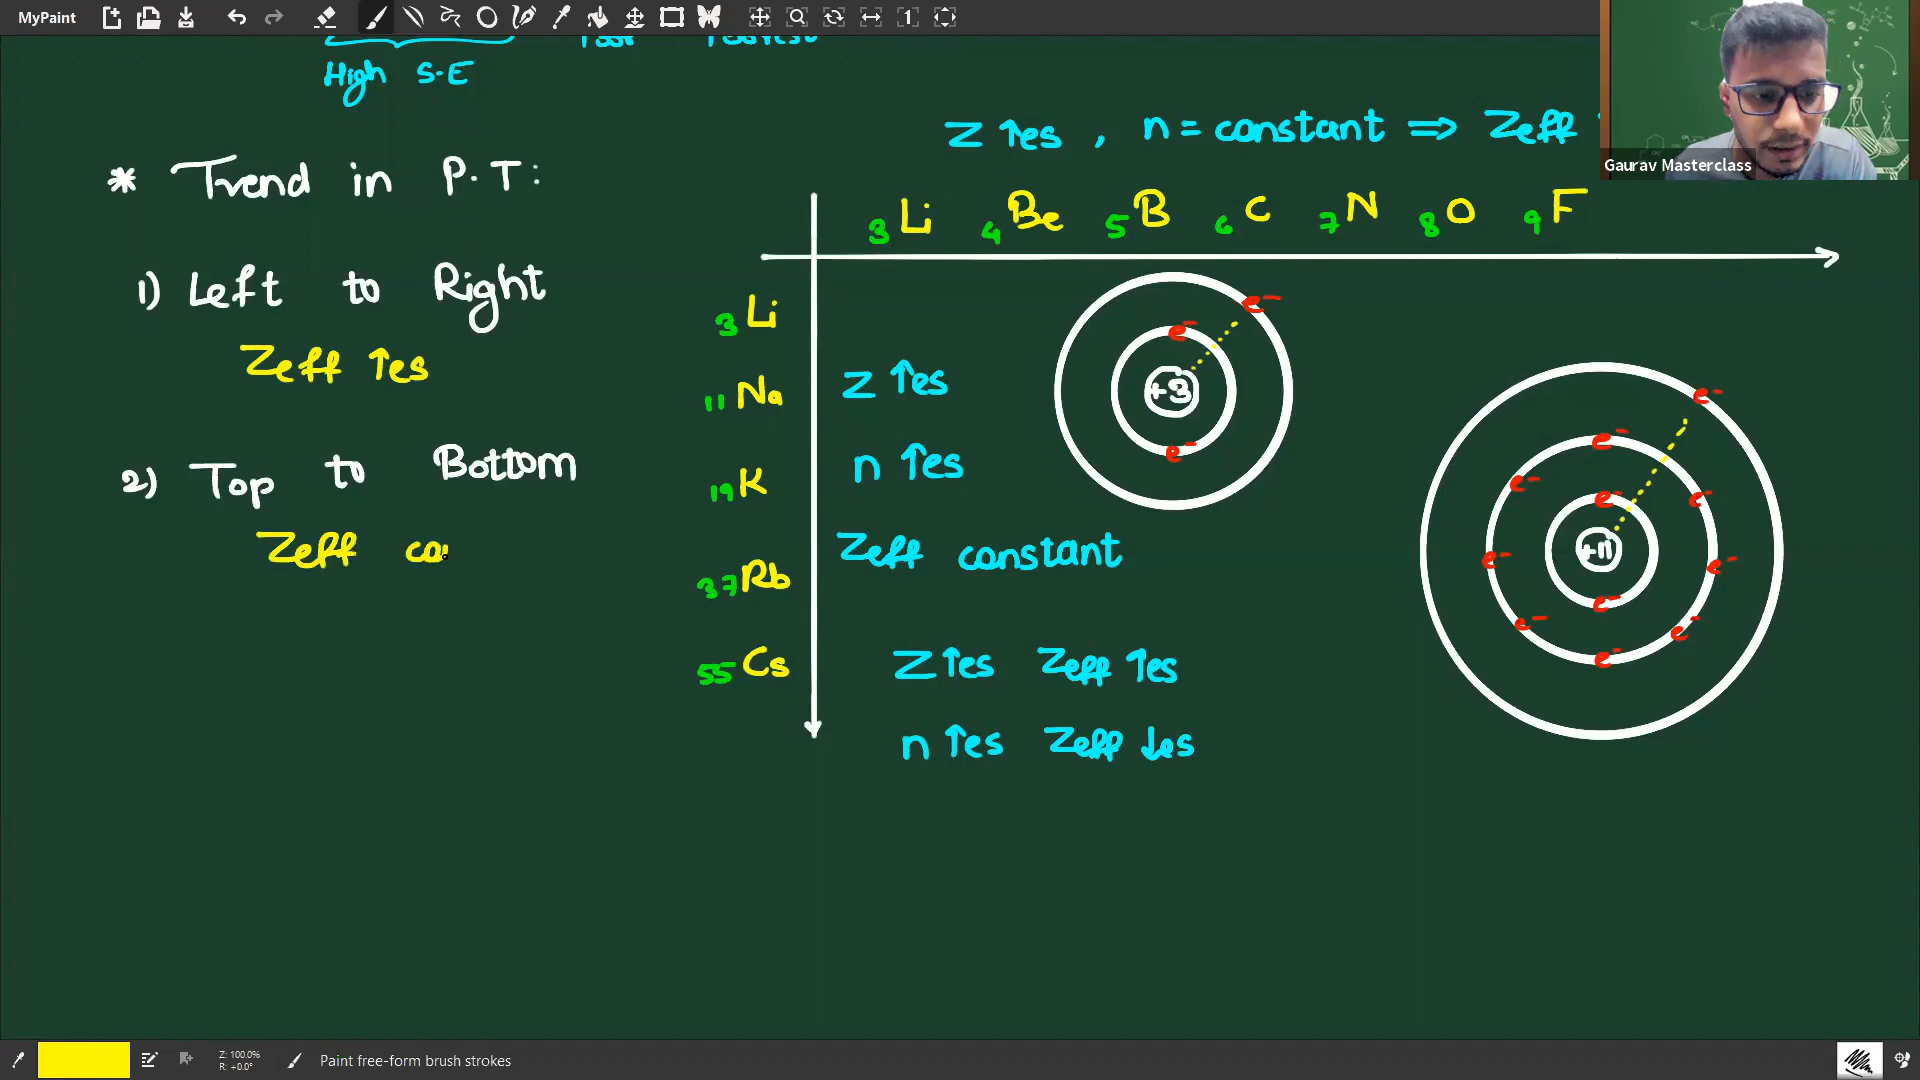 MyPaint
High S-E
Z ↑es , n = constant ⇒ Zeff
Gaurav Masterclass
* Trend in P.T:
3Li 4Be 5B 6C 7N 8O 9F
1) Left to Right
Zeff ↑es
2) Top to Bottom
Zeff co
3Li
11Na
19K
37Rb
55Cs
Z ↑es
n ↑es
Zeff constant
Z ↑es Zeff ↑es
n ↑es Zeff ↓es
e-
e-
+3
e-
e-
e-
e-
e-
e-
e-
+11
e-
e-
e-
e-
e-
e-
Z: 100.0%
R: +0.0°
Paint free-form brush strokes